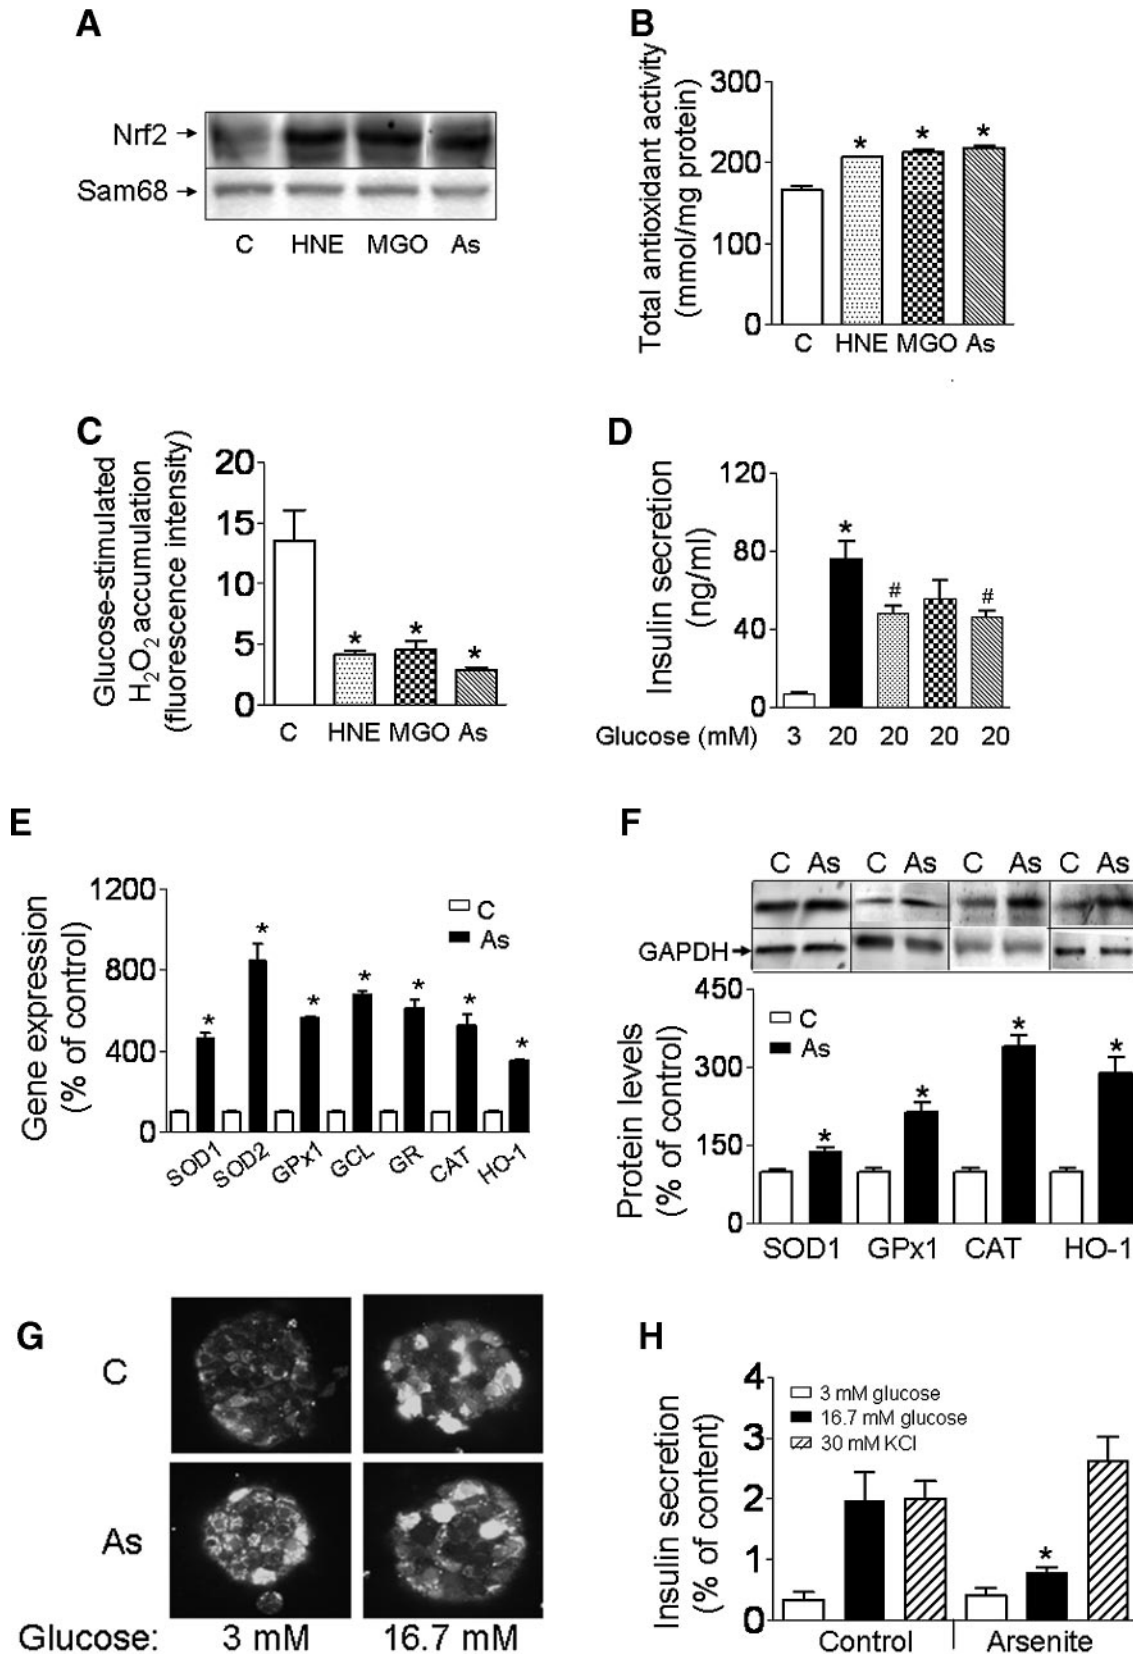 A
Nrf2
Sam68
C HNE MGO As
B
Total antioxidant activity
(mmol/mg protein)
300
200
100
0
* * *
C HNE MGO As
C
Glucose-stimulated
H2O2 accumulation
(fluorescence intensity)
20
15
10
5
0
* * *
C HNE MGO As
D
Insulin secretion
(ng/ml)
120
80
40
0
* # #
Glucose (mM) 3 20 20 20 20
E
Gene expression
(% of control)
1200
800
400
0
C
As
* * * * * * *
SOD1 SOD2 GPx1 GCL GR CAT HO-1
F
C As C As C As C As
GAPDH
Protein levels
(% of control)
450
300
150
0
C
As
* * * *
SOD1 GPx1 CAT HO-1
G
C
As
Glucose: 3 mM 16.7 mM
H
Insulin secretion
(% of content)
4
3
2
1
0
3 mM glucose
16.7 mM glucose
30 mM KCl
*
Control Arsenite